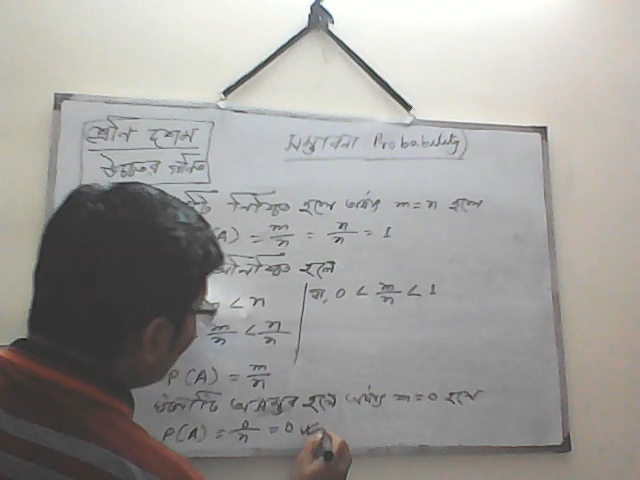 শ্রেণি দশম
উচ্চতর গণিত
সম্ভাবনা Probability)
নিশ্চিত হলে অর্থাৎ m = n হলে
A) = m/n = n/n = 1
অনিশ্চিত হলে
< n
m/n < n/n
বা, 0 < m/n < 1
P(A) = m/n
ঘটনাটি অসম্ভব হলে অর্থাৎ m = 0 হলে
P(A) = 0/n = 0